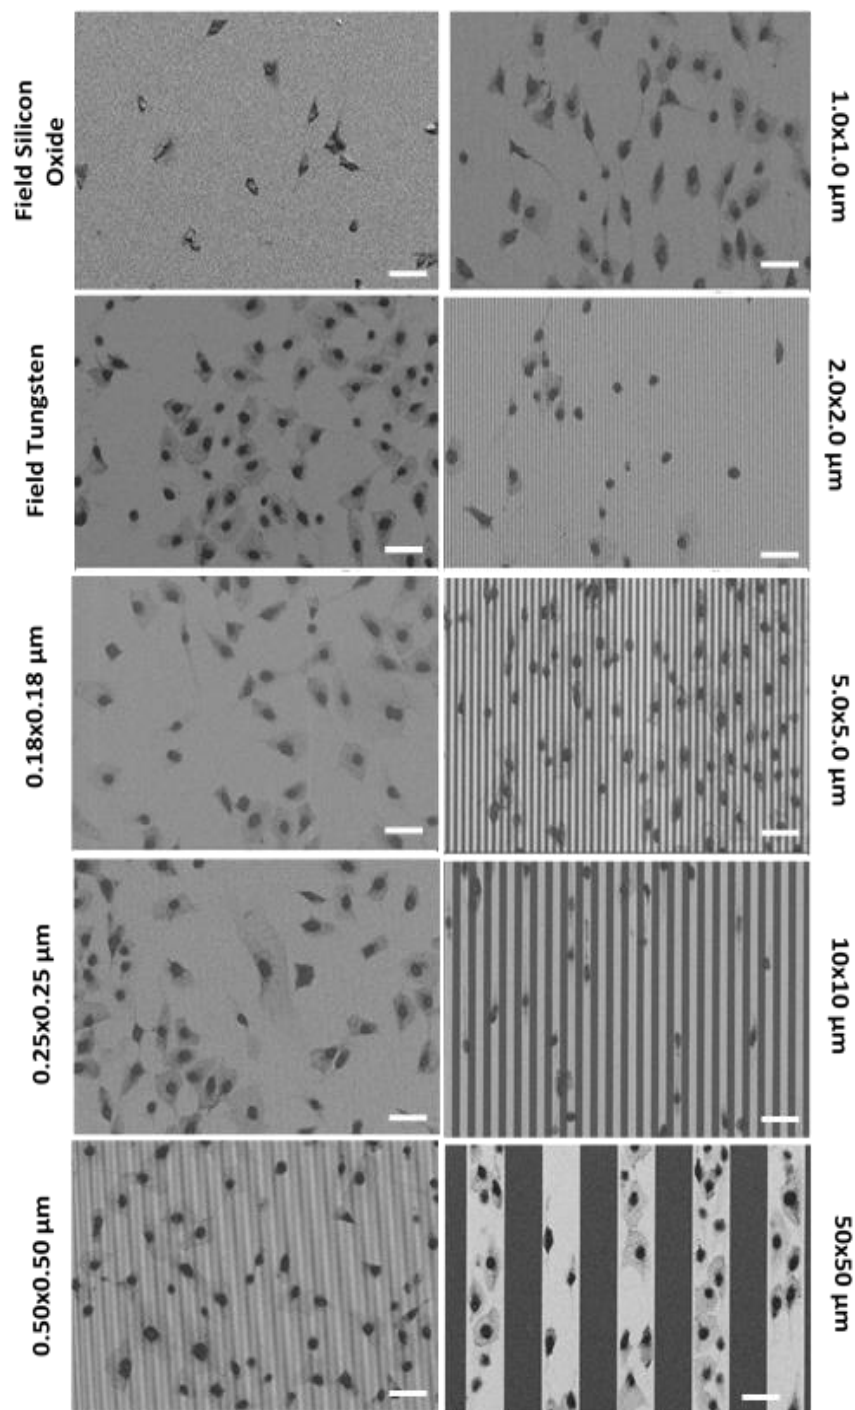 Field Silicon
Oxide
1.0x1.0 µm
Field Tungsten
2.0x2.0 µm
0.18x0.18 µm
5.0x5.0 µm
0.25x0.25 µm
10x10 µm
0.50x0.50 µm
50x50 µm